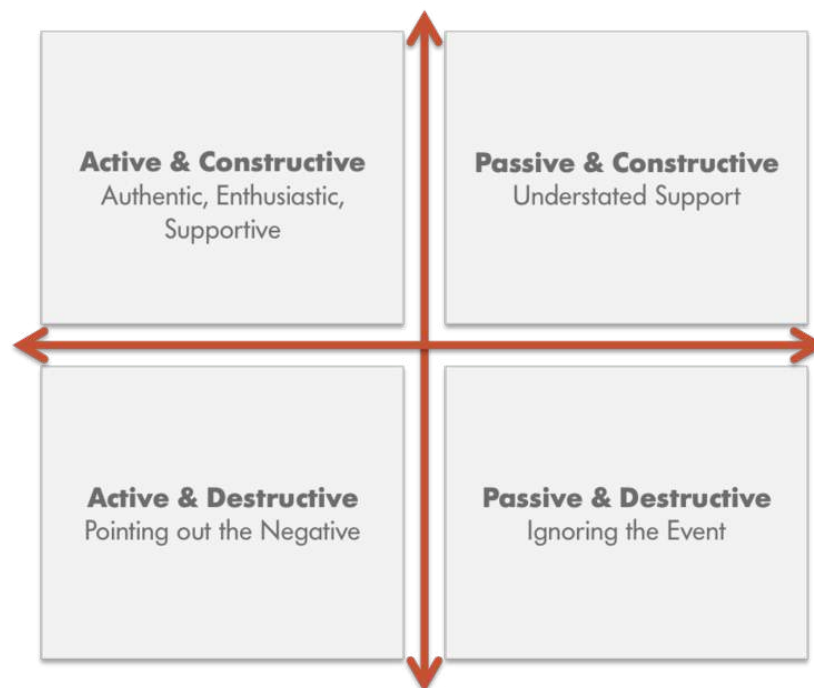 Active & Constructive
Authentic, Enthusiastic,
Supportive
Passive & Constructive
Understated Support
Active & Destructive
Pointing out the Negative
Passive & Destructive
Ignoring the Event